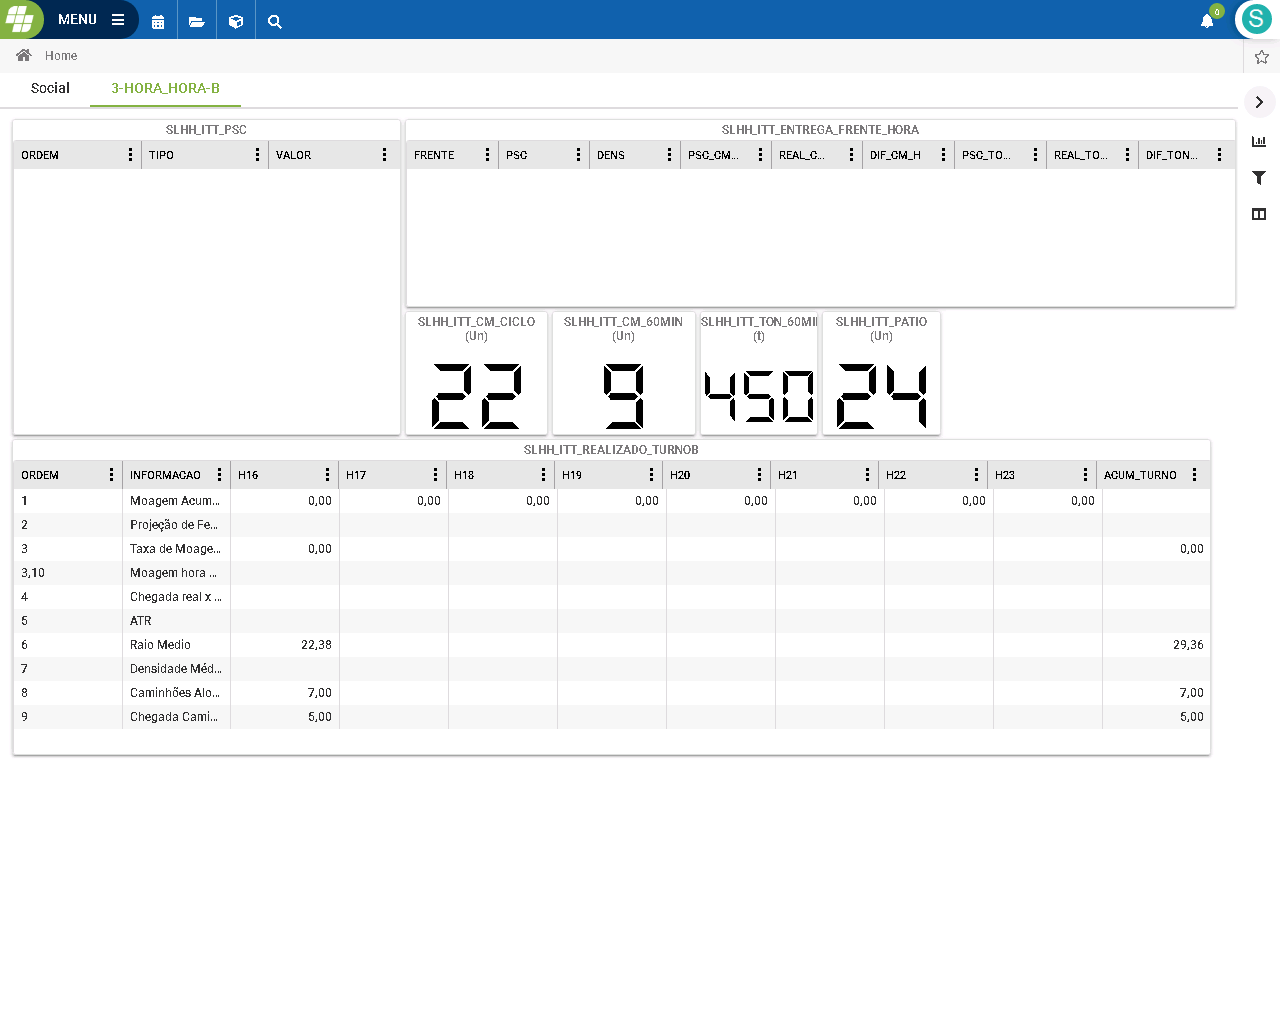 MENU
0
S
Home
Social
3-HORA_HORA-B
SLHH_ITT_PSC
ORDEM TIPO VALOR
SLHH_ITT_ENTREGA_FRENTE_HORA
FRENTE PSC DENS PSC_CM... REAL_C... DIF_CM_H PSC_TO... REAL_TO... DIF_TON...
SLHH_ITT_CM_CICLO
(Un)
22
SLHH_ITT_CM_60MIN
(Un)
9
SLHH_ITT_TON_60MI
(t)
450
SLHH_ITT_PATIO
(Un)
24
SLHH_ITT_REALIZADO_TURNOB
ORDEM INFORMACAO H16 H17 H18 H19 H20 H21 H22 H23 ACUM_TURNO
1 Moagem Acum... 0,00 0,00 0,00 0,00 0,00 0,00 0,00 0,00
2 Projeção de Fe...
3 Taxa de Moage... 0,00 0,00
3,10 Moagem hora ...
4 Chegada real x ...
5 ATR
6 Raio Medio 22,38 29,36
7 Densidade Méd...
8 Caminhões Alo... 7,00 7,00
9 Chegada Cami... 5,00 5,00